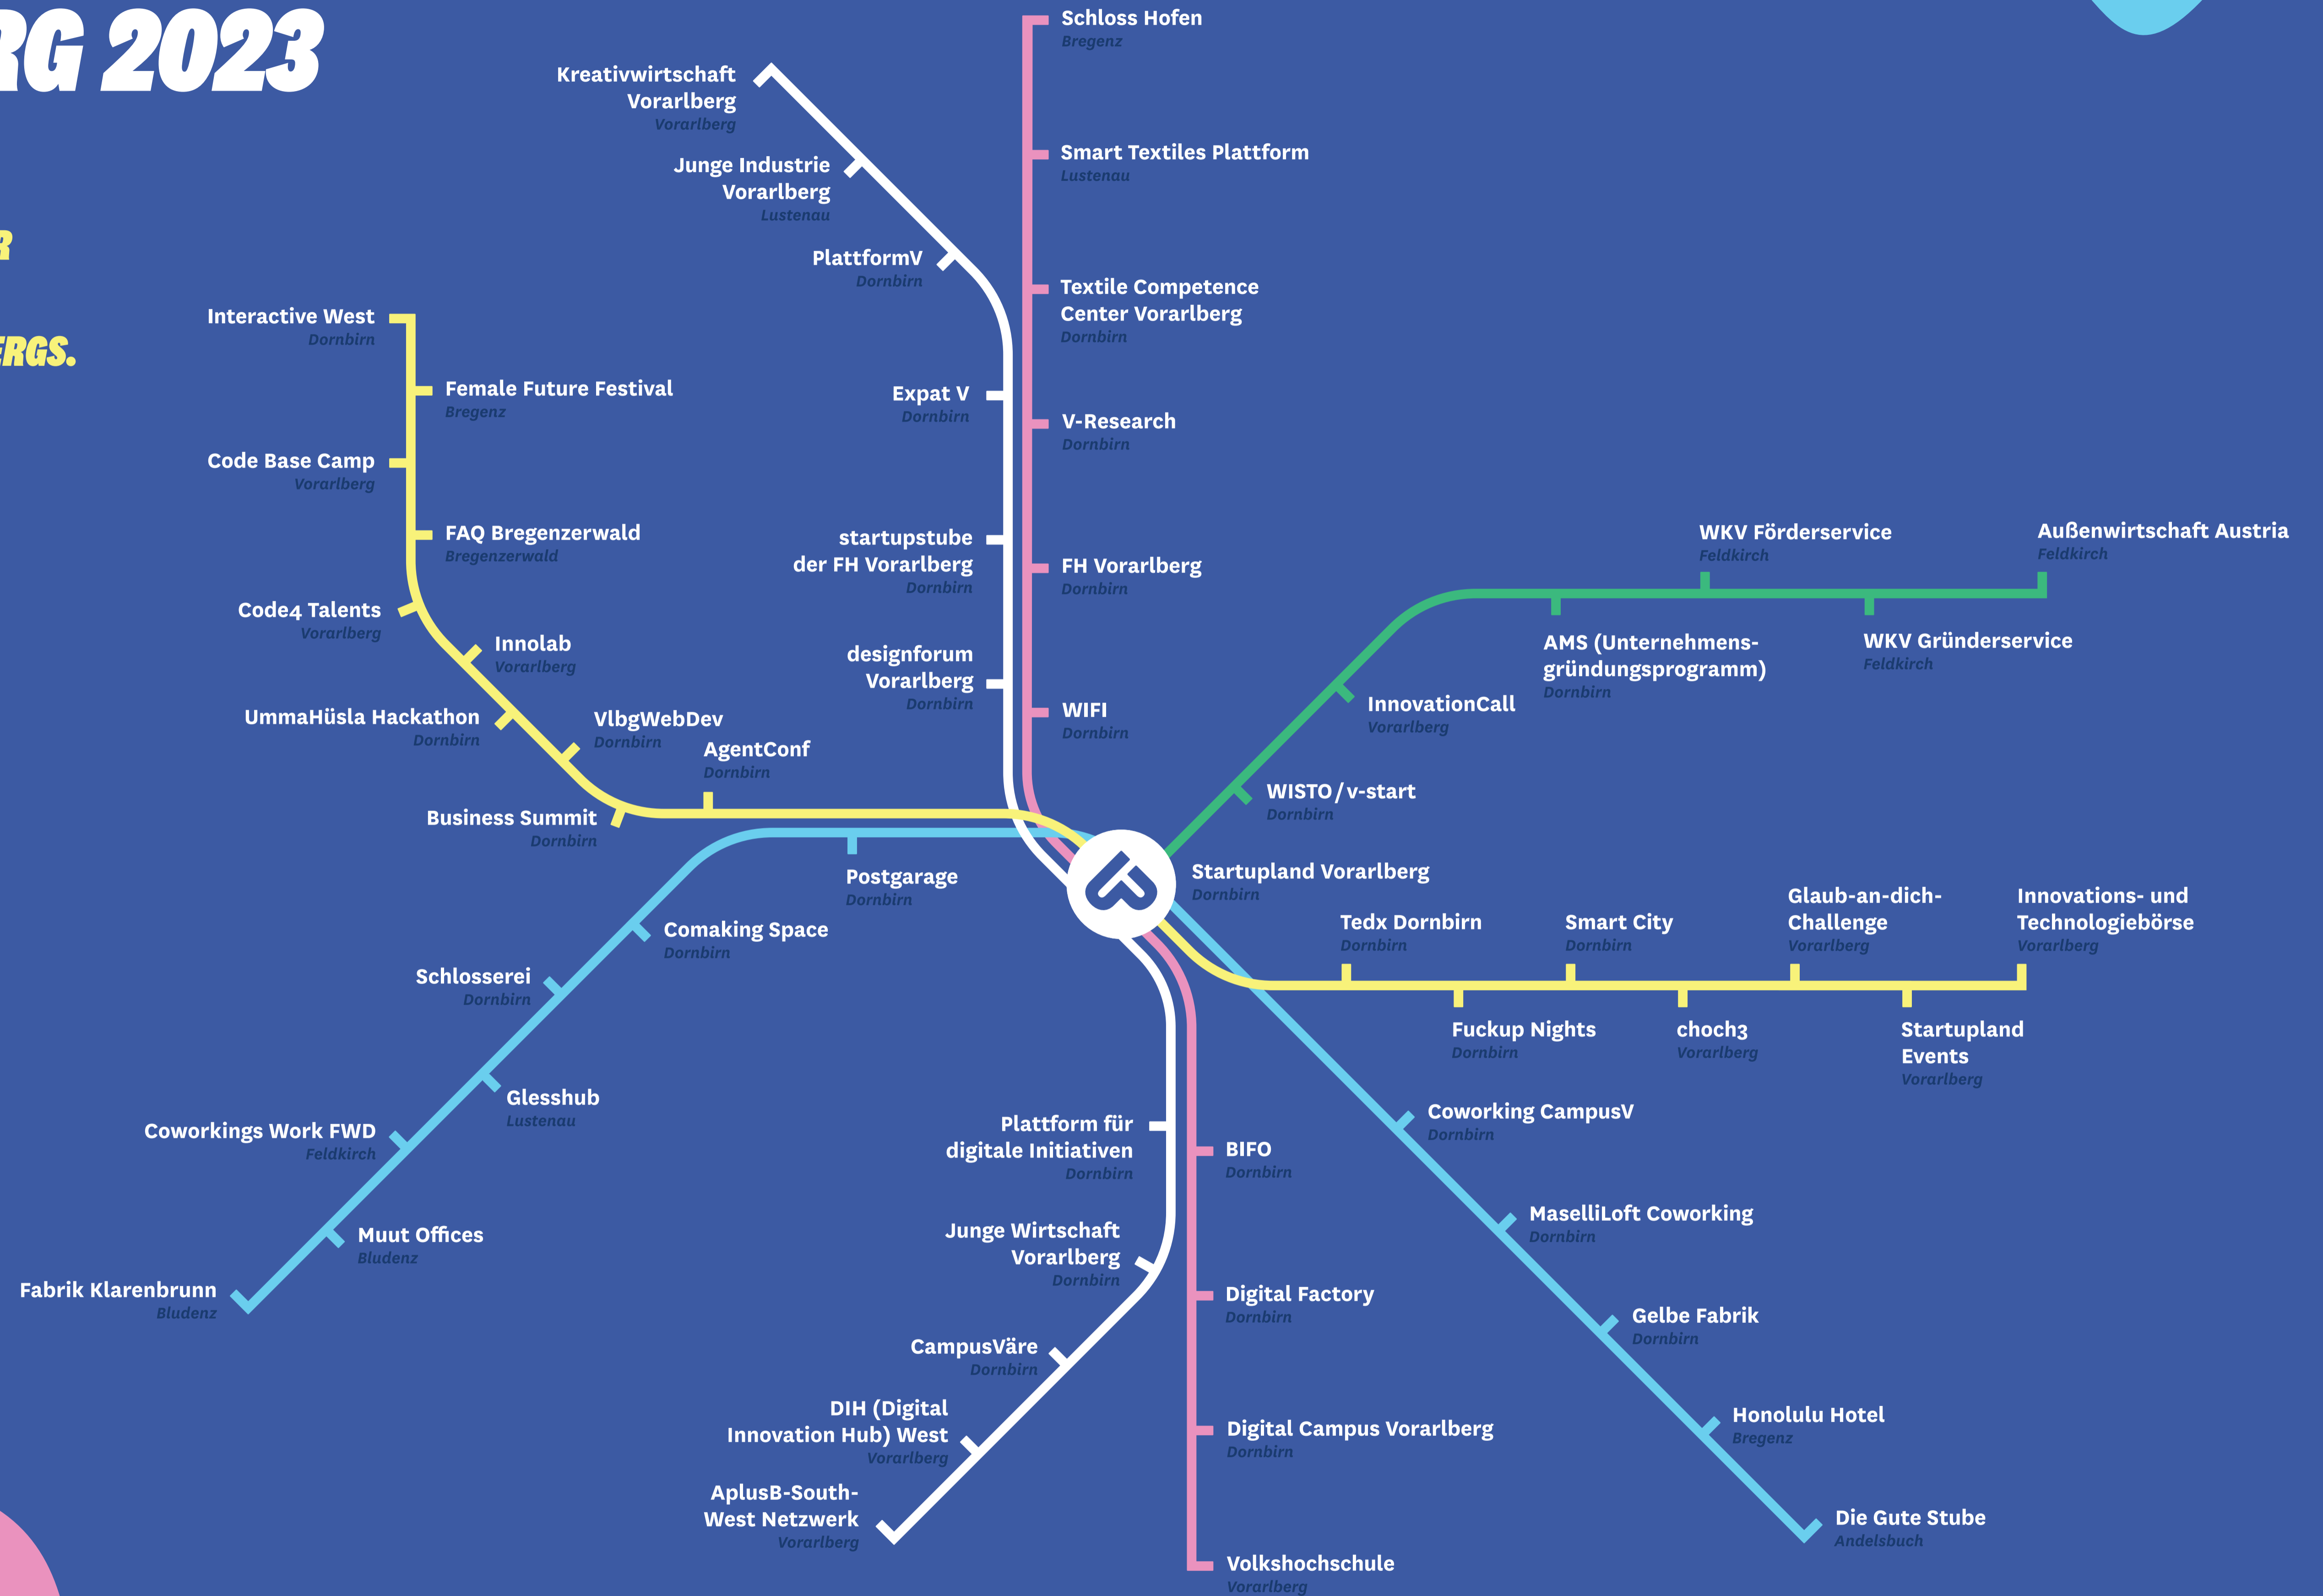 RG 2023
R
ERGS.
Schloss Hofen
Bregenz
Smart Textiles Plattform
Lustenau
Textile Competence
Center Vorarlberg
Dornbirn
V-Research
Dornbirn
FH Vorarlberg
Dornbirn
WIFI
Dornbirn
Kreativwirtschaft
Vorarlberg
Vorarlberg
Junge Industrie
Vorarlberg
Lustenau
PlattformV
Dornbirn
Expat V
Dornbirn
startupstube
der FH Vorarlberg
Dornbirn
designforum
Vorarlberg
Dornbirn
Interactive West
Dornbirn
Female Future Festival
Bregenz
Code Base Camp
Vorarlberg
FAQ Bregenzerwald
Bregenzerwald
Code4 Talents
Vorarlberg
Innolab
Vorarlberg
UmmaHüsla Hackathon
Dornbirn
VlbgWebDev
Dornbirn
AgentConf
Dornbirn
Business Summit
Dornbirn
Postgarage
Dornbirn
Comaking Space
Dornbirn
Schlosserei
Dornbirn
Glesshub
Lustenau
Coworkings Work FWD
Feldkirch
Muut Offices
Bludenz
Fabrik Klarenbrunn
Bludenz
Außenwirtschaft Austria
Feldkirch
WKV Förderservice
Feldkirch
WKV Gründerservice
Feldkirch
AMS (Unternehmens-
gründungsprogramm)
Dornbirn
InnovationCall
Vorarlberg
WISTO/v-start
Dornbirn
Startupland Vorarlberg
Dornbirn
Tedx Dornbirn
Dornbirn
Smart City
Dornbirn
Glaub-an-dich-
Challenge
Vorarlberg
Innovations- und
Technologiebörse
Vorarlberg
Fuckup Nights
Dornbirn
choch3
Vorarlberg
Startupland
Events
Vorarlberg
Coworking CampusV
Dornbirn
MaselliLoft Coworking
Dornbirn
Gelbe Fabrik
Dornbirn
Honolulu Hotel
Bregenz
Die Gute Stube
Andelsbuch
Plattform für
digitale Initiativen
Dornbirn
Junge Wirtschaft
Vorarlberg
Dornbirn
CampusVäre
Dornbirn
DIH (Digital
Innovation Hub) West
Vorarlberg
AplusB-South-
West Netzwerk
Vorarlberg
BIFO
Dornbirn
Digital Factory
Dornbirn
Digital Campus Vorarlberg
Dornbirn
Volkshochschule
Vorarlberg